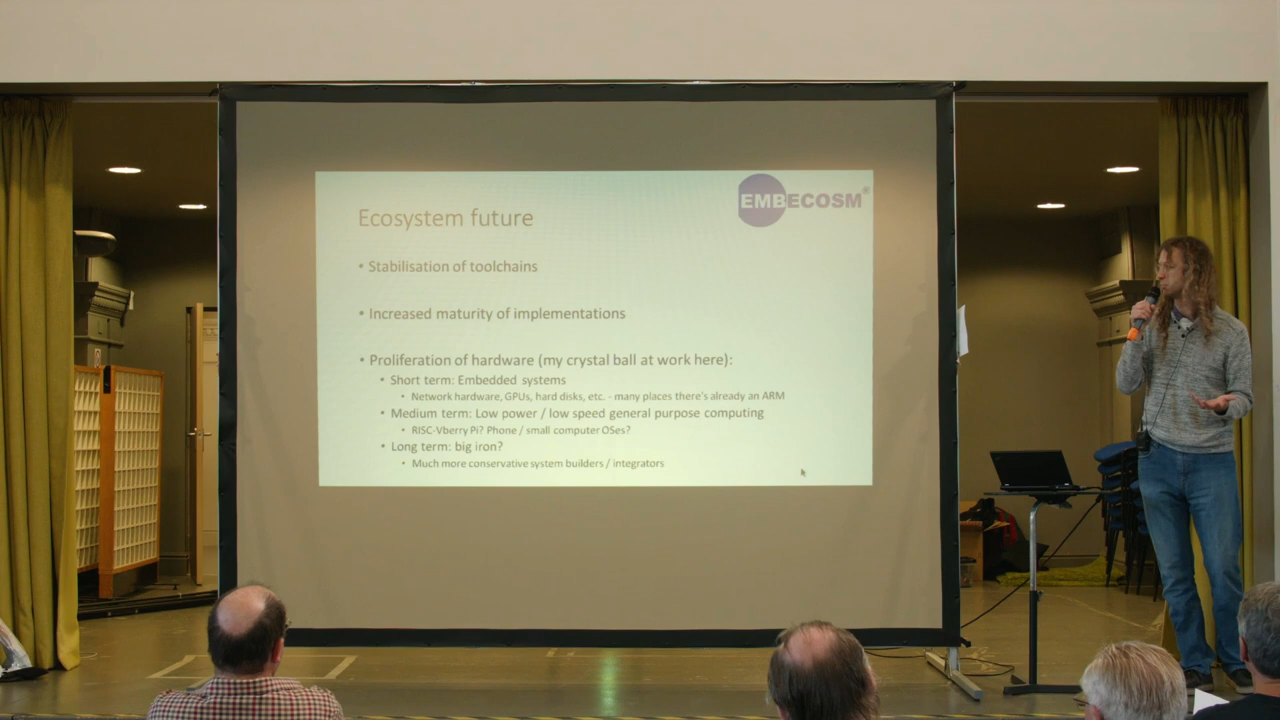 EMBECOSM®
Ecosystem future
• Stabilisation of toolchains
• Increased maturity of implementations
• Proliferation of hardware (my crystal ball at work here):
• Short term: Embedded systems
• Network hardware, GPUs, hard disks, etc. - many places there's already an ARM
• Medium term: Low power / low speed general purpose computing
• RISC-Vberry Pi? Phone / small computer OSes?
• Long term: big iron?
• Much more conservative system builders / integrators